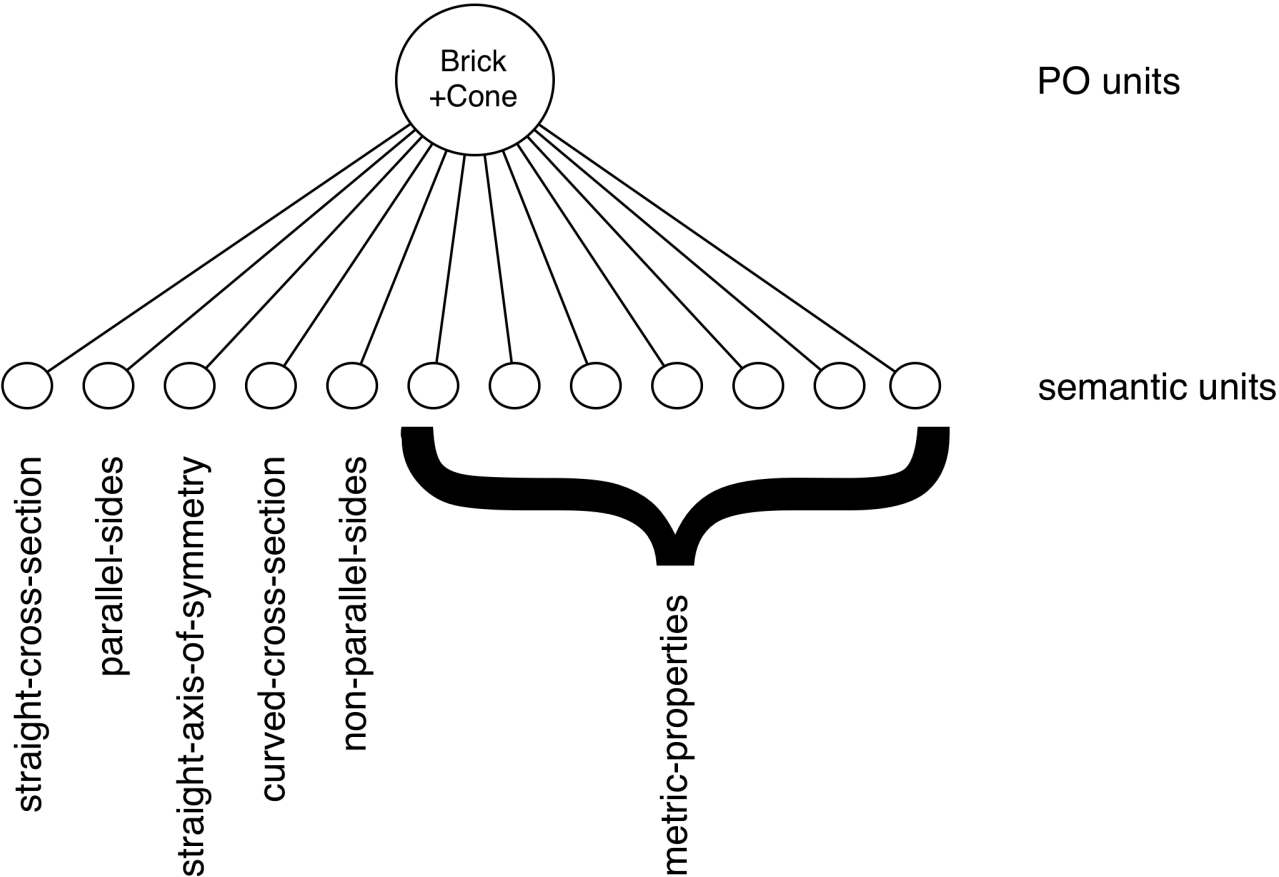 Brick
+Cone
PO units
semantic units
straight-cross-section
parallel-sides
straight-axis-of-symmetry
curved-cross-section
non-parallel-sides
metric-properties